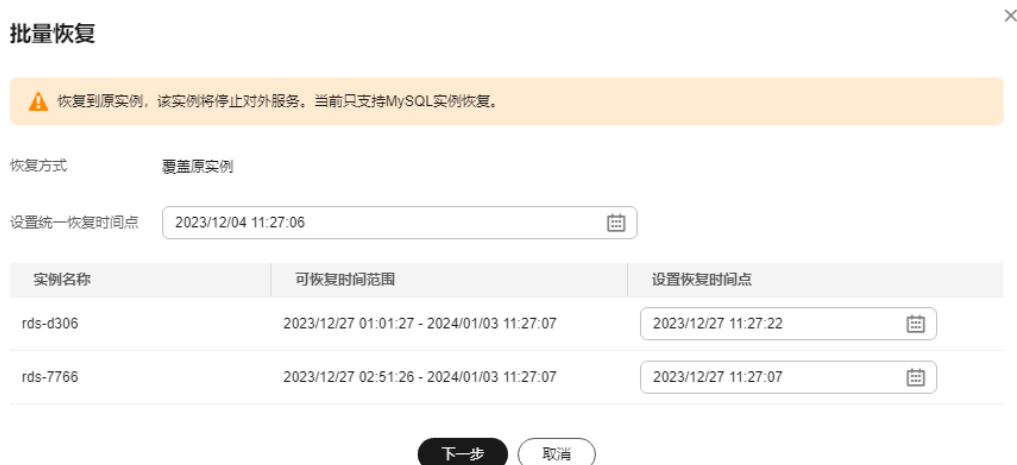 批量恢复
恢复到原实例，该实例将停止对外服务。当前只支持MySQL实例恢复。
恢复方式 覆盖原实例
设置统一恢复时间点 2023/12/04 11:27:06
实例名称 可恢复时间范围 设置恢复时间点
rds-d306 2023/12/27 01:01:27 - 2024/01/03 11:27:07 2023/12/27 11:27:22
rds-7766 2023/12/27 02:51:26 - 2024/01/03 11:27:07 2023/12/27 11:27:07
下一步 取消